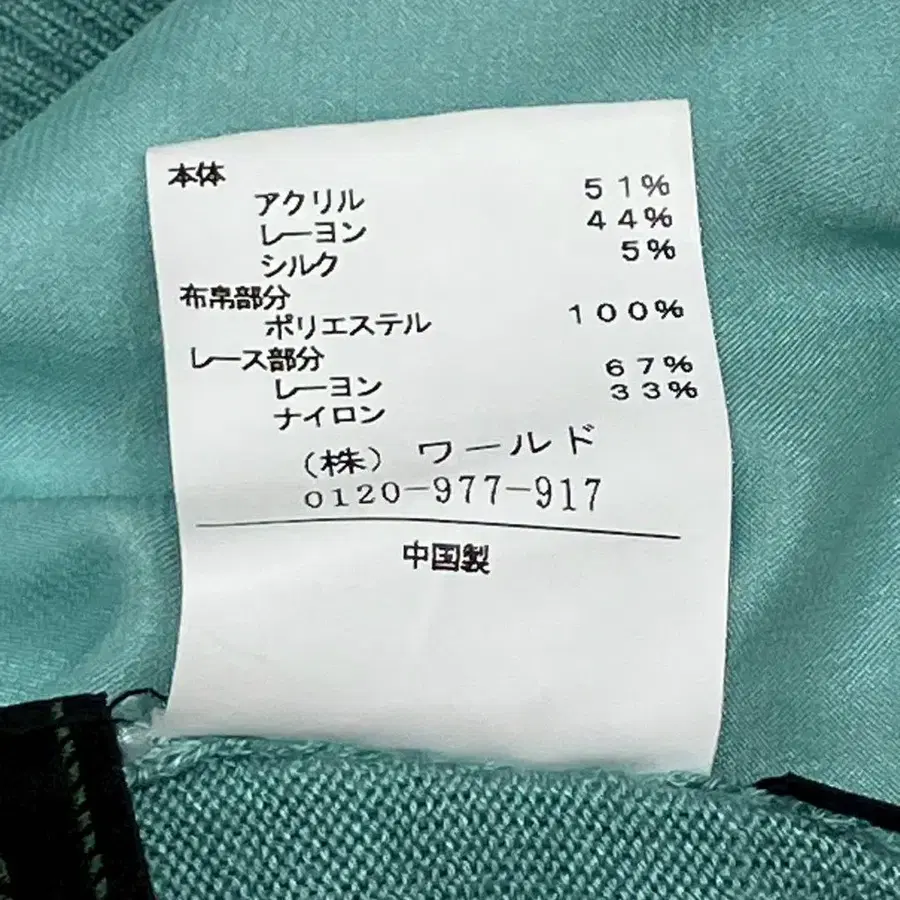 本体
アクリル 51%
レーヨン 44%
シルク 5%
布帛部分
ポリエステル 100%
レース部分
レーヨン 67%
ナイロン 33%
(株) ワールド
0120-977-917
中国製